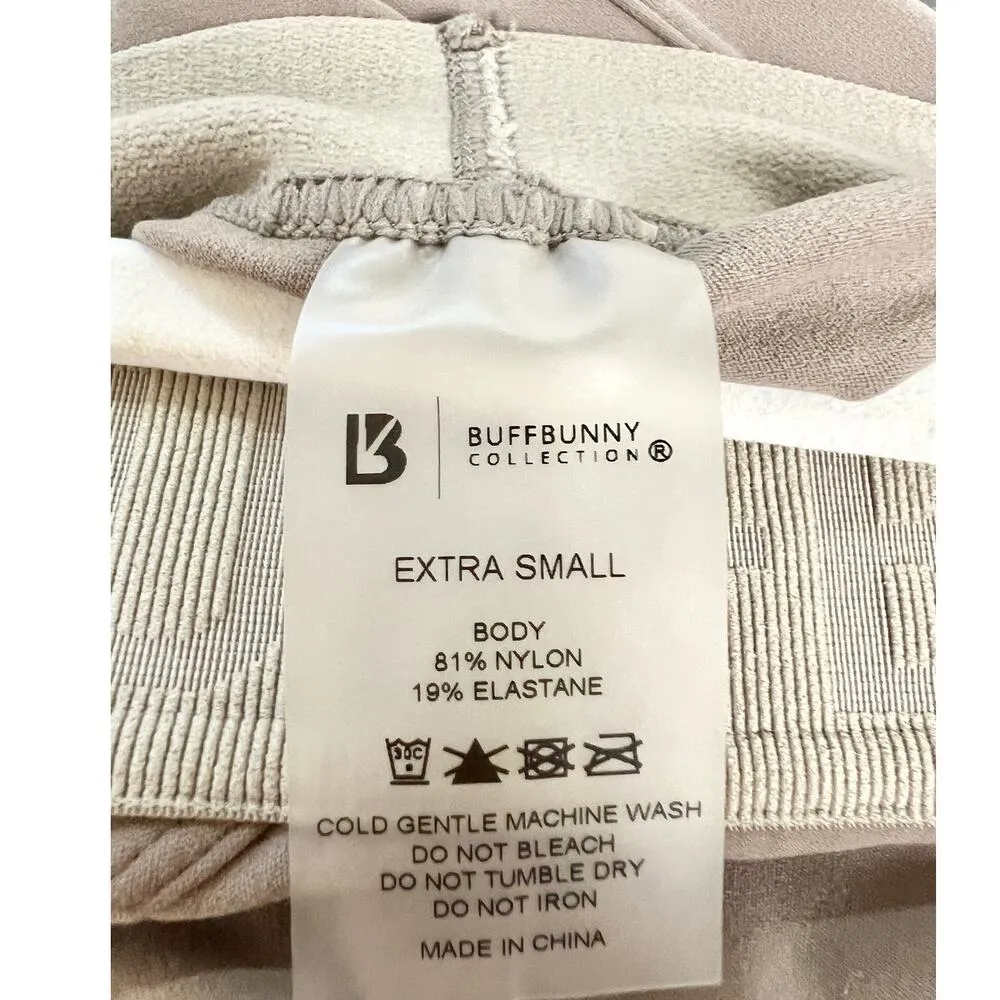 B
BUFFBUNNY
COLLECTION®
EXTRA SMALL
BODY
81% NYLON
19% ELASTANE
30C
COLD GENTLE MACHINE WASH
DO NOT BLEACH
DO NOT TUMBLE DRY
DO NOT IRON
MADE IN CHINA